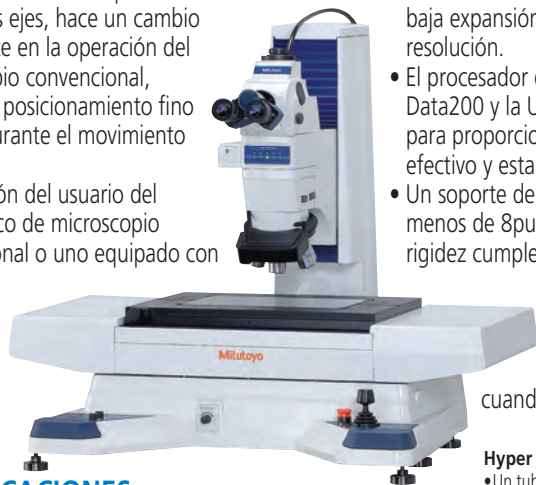 s ejes, hace un cambio
te en la operación del
pio convencional,
posicionamiento fino
urante el movimiento
ón del usuario del
co de microscopio
onal o uno equipado con
baja expansión
resolución.
• El procesador
Data200 y la U
para proporcio
efectivo y esta
• Un soporte de
menos de 8pu
rigidez cumple
Mitutoyo
Mitutoyo
cuand
Hyper
•Un tub
CACIONES